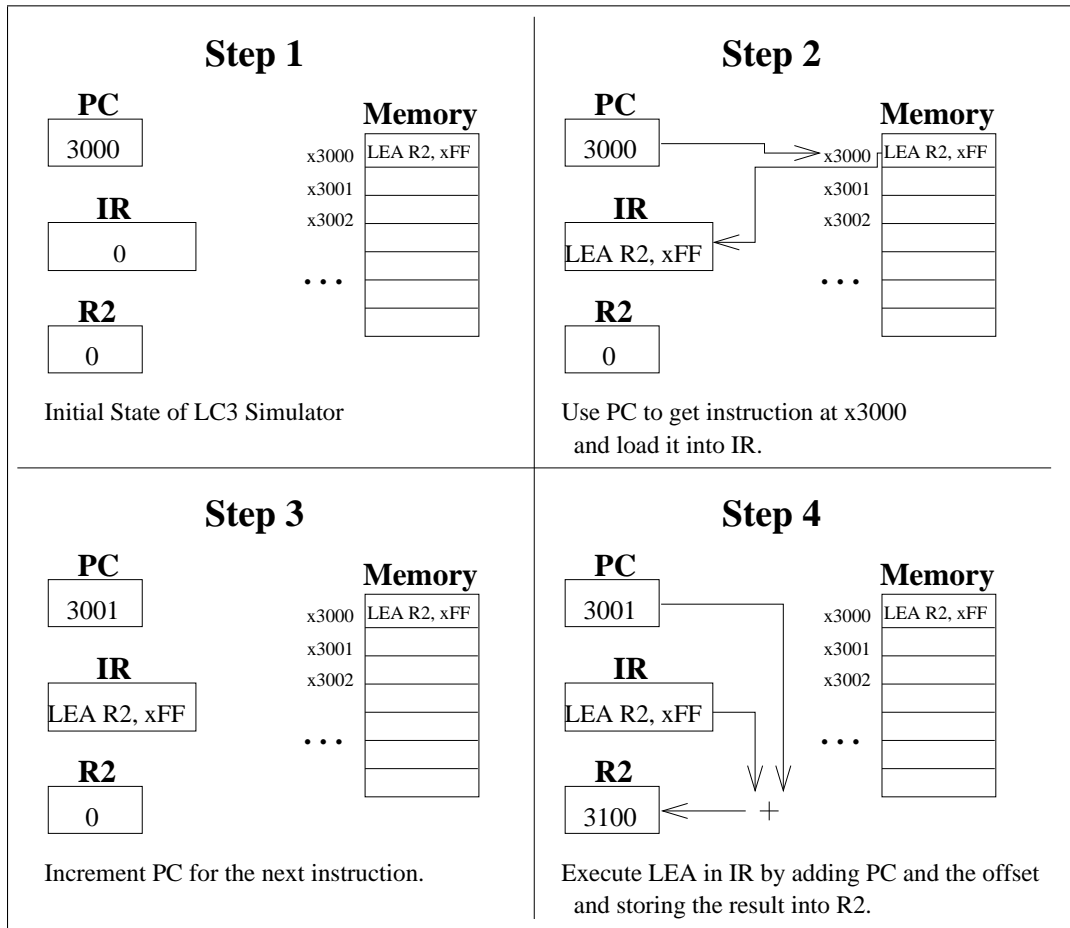 Step 1
PC
3000
IR
0
R2
0
Memory
x3000 LEA R2, xFF
x3001
x3002
...
Initial State of LC3 Simulator
Step 2
PC
3000
IR
LEA R2, xFF
R2
0
Memory
x3000 LEA R2, xFF
x3001
x3002
...
Use PC to get instruction at x3000
and load it into IR.
Step 3
PC
3001
IR
LEA R2, xFF
R2
0
Memory
x3000 LEA R2, xFF
x3001
x3002
...
Increment PC for the next instruction.
Step 4
PC
3001
IR
LEA R2, xFF
R2
3100
+
Memory
x3000 LEA R2, xFF
x3001
x3002
...
Execute LEA in IR by adding PC and the offset
and storing the result into R2.